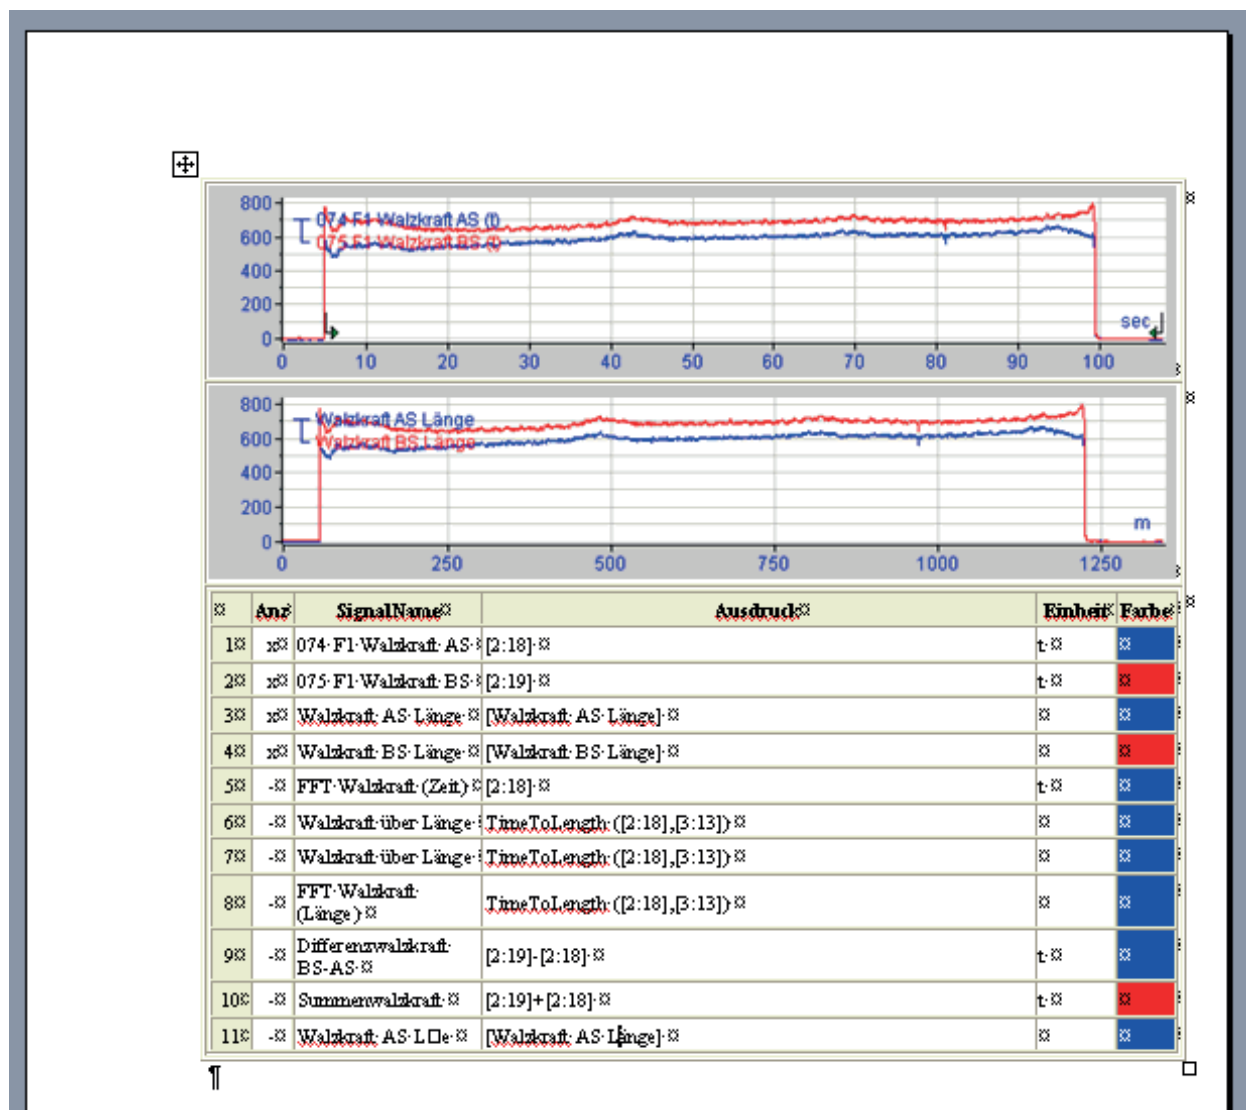 800
074 F1 Walzkraft AS (t)
600
075 F1 Walzkraft BS (t)
400
200
sec
0
0 10 20 30 40 50 60 70 80 90 100
800
Walzkraft AS Länge
600
Walzkraft BS Länge
400
200
m
0
0 250 500 750 1000 1250
Anz SignalName Ausdruck Einheit Farbe
1 x 074 F1 Walzkraft AS [2:18] t
2 x 075 F1 Walzkraft BS [2:19] t
3 x Walzkraft AS Länge [Walzkraft AS Länge]
4 x Walzkraft BS Länge [Walzkraft BS Länge]
5 - FFT Walzkraft (Zeit) [2:18] t
6 - Walzkraft über Länge TimeToLength ([2:18],[3:13])
7 - Walzkraft über Länge TimeToLength ([2:18],[3:13])
8 - FFT Walzkraft
(Länge) TimeToLength ([2:18],[3:13])
9 - Differenzwalzkraft
BS-AS [2:19]-[2:18] t
10 - Summenwalzkraft [2:19]+[2:18] t
11 - Walzkraft AS L□e [Walzkraft AS Länge]
¶